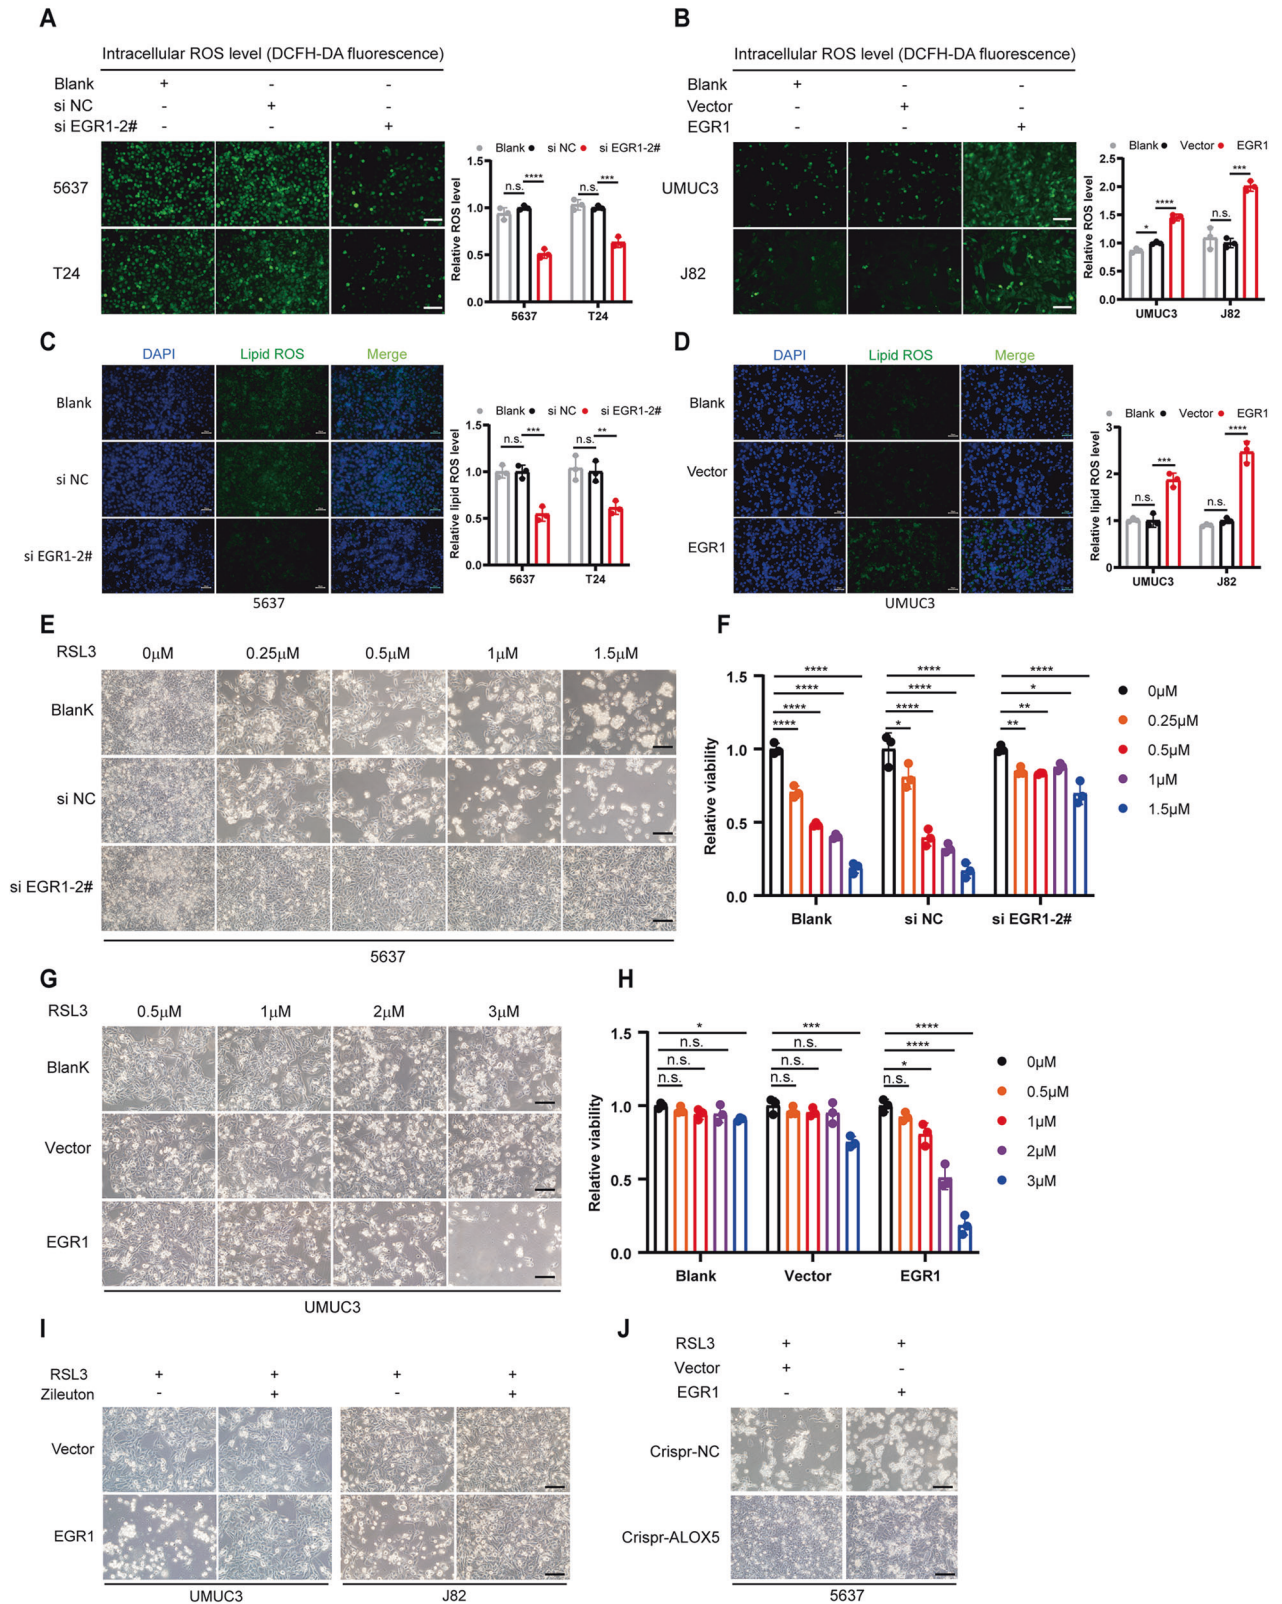 A
Intracellular ROS level (DCFH-DA fluorescence)
Blank + - -
si NC - + -
si EGR1-2# - - +
5637
T24
Blank si NC si EGR1-2#
Relative ROS level
1.5
1.0
0.5
0.0
n.s. **** n.s. ***
5637 T24
B
Intracellular ROS level (DCFH-DA fluorescence)
Blank + - -
Vector - + -
EGR1 - - +
UMUC3
J82
Blank Vector EGR1
Relative ROS level
2.5
2.0
1.5
1.0
0.5
0.0
* **** n.s. ***
UMUC3 J82
C
DAPI Lipid ROS Merge
Blank
si NC
si EGR1-2#
5637
Blank si NC si EGR1-2#
Relative lipid ROS level
1.5
1.0
0.5
0.0
n.s. *** n.s. **
5637 T24
D
DAPI Lipid ROS Merge
Blank
Vector
EGR1
UMUC3
Blank Vector EGR1
Relative lipid ROS level
3
2
1
0
n.s. *** n.s. ****
UMUC3 J82
E
RSL3 0μM 0.25μM 0.5μM 1μM 1.5μM
BlanK
si NC
si EGR1-2#
5637
F
Relative viability
1.5
1.0
0.5
0.0
**** **** ****
**** **** *
**** **** **
**** * **
Blank si NC si EGR1-2#
0μM
0.25μM
0.5μM
1μM
1.5μM
G
RSL3 0.5μM 1μM 2μM 3μM
BlanK
Vector
EGR1
UMUC3
H
Relative viability
1.5
1.0
0.5
0.0
* *** ****
n.s. n.s. ****
n.s. n.s. *
n.s. n.s. n.s.
Blank Vector EGR1
0μM
0.5μM
1μM
2μM
3μM
I
RSL3 + + + +
Zileuton - + - +
Vector
EGR1
UMUC3 J82
J
RSL3 + +
Vector + -
EGR1 - +
Crispr-NC
Crispr-ALOX5
5637